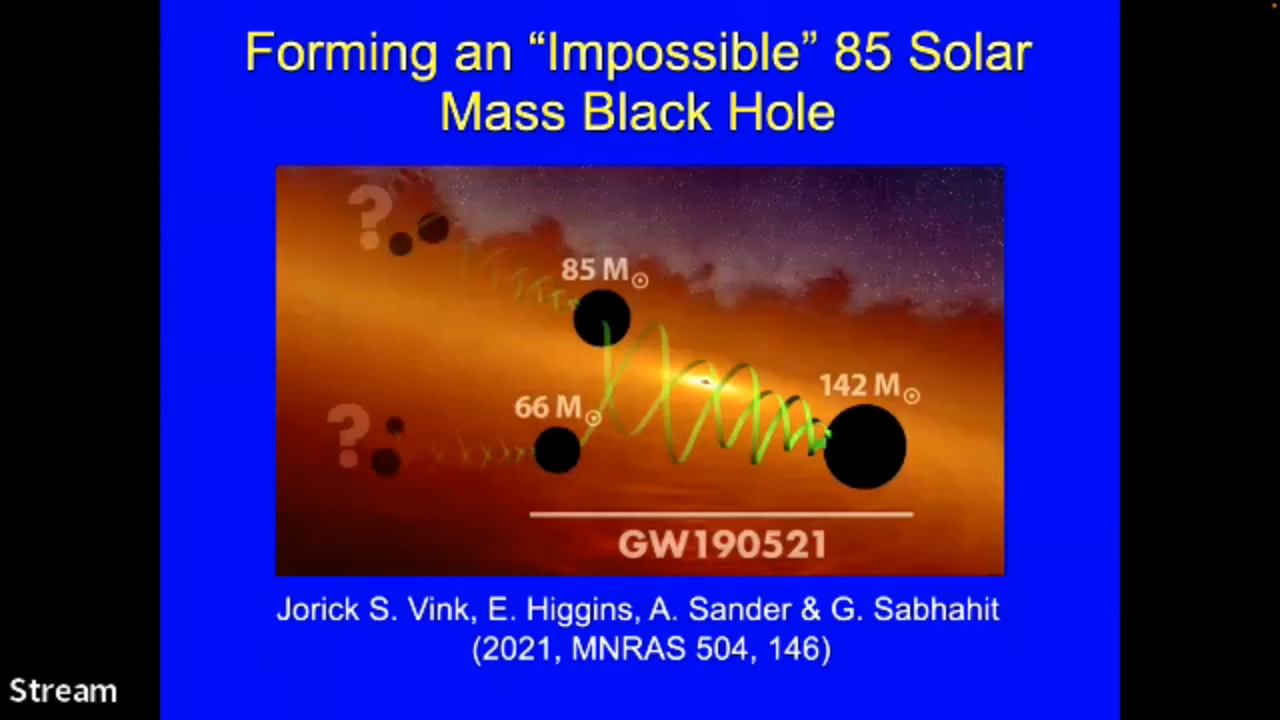 Forming an “Impossible” 85 Solar
Mass Black Hole
?
85 M☉
142 M☉
66 M☉
?
GW190521
Jorick S. Vink, E. Higgins, A. Sander & G. Sabhahit
(2021, MNRAS 504, 146)
Stream